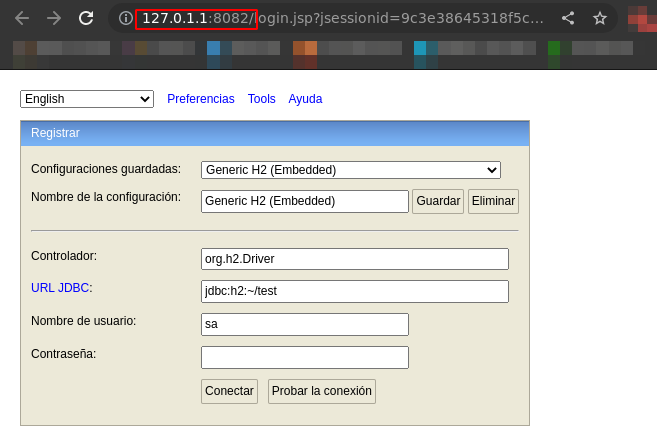 127.0.1.1:8082/login.jsp?jsessionid=9c3e38645318f5c...
English Preferencias Tools Ayuda
Registrar
Configuraciones guardadas: Generic H2 (Embedded)
Nombre de la configuración: Generic H2 (Embedded) Guardar Eliminar
Controlador: org.h2.Driver
URL JDBC: jdbc:h2:~/test
Nombre de usuario: sa
Contraseña:
Conectar Probar la conexión